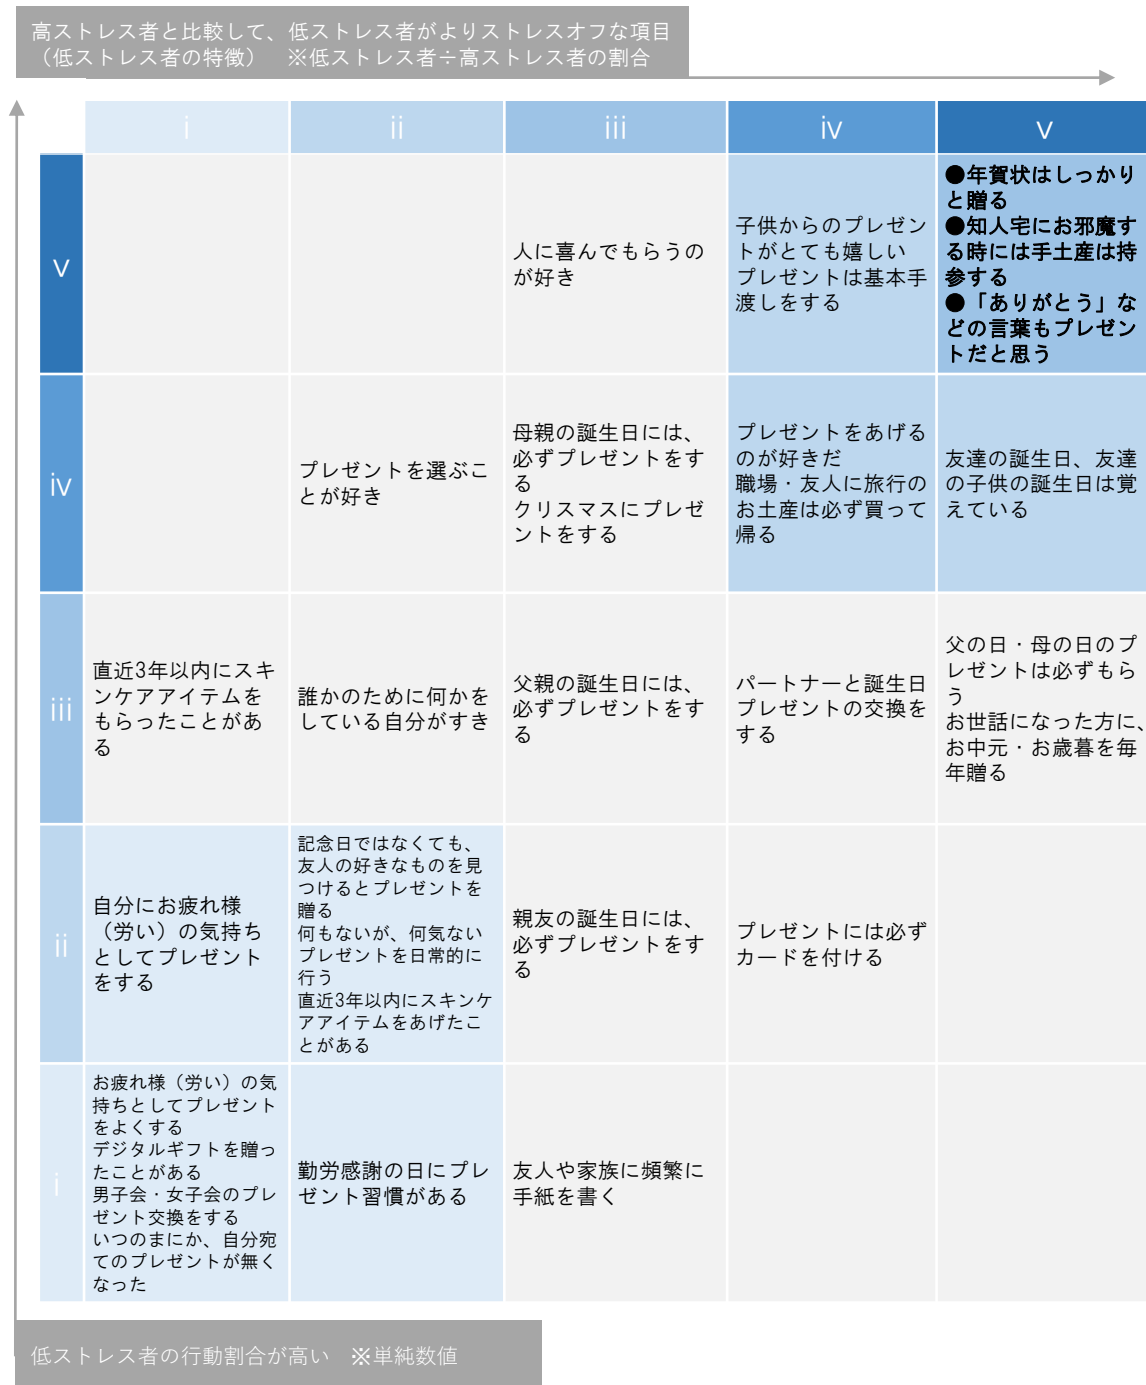 高ストレス者と比較して、低ストレス者がよりストレスオフな項目
（低ストレス者の特徴）　※低ストレス者÷高ストレス者の割合
i
ii
iii
iv
v
v
人に喜んでもらうの
が好き
子供からのプレゼン
トがとても嬉しい
プレゼントは基本手
渡しをする
●年賀状はしっかり
と贈る
●知人宅にお邪魔す
る時には手土産は持
参する
●「ありがとう」な
どの言葉もプレゼン
トだと思う
iv
プレゼントを選ぶこ
とが好き
母親の誕生日には、
必ずプレゼントをす
る
クリスマスにプレゼ
ントをする
プレゼントをあげる
のが好きだ
職場・友人に旅行の
お土産は必ず買って
帰る
友達の誕生日、友達
の子供の誕生日は覚
えている
iii
直近3年以内にスキ
ンケアアイテムを
もらったことがあ
る
誰かのために何かを
している自分がすき
父親の誕生日には、
必ずプレゼントをす
る
パートナーと誕生日
プレゼントの交換を
する
父の日・母の日のプ
レゼントは必ずもら
う
お世話になった方に、
お中元・お歳暮を毎
年贈る
ii
自分にお疲れ様
（労い）の気持ち
としてプレゼント
をする
記念日ではなくても、
友人の好きなものを見
つけるとプレゼントを
贈る
何もないが、何気ない
プレゼントを日常的に
行う
直近3年以内にスキンケ
アアイテムをあげたこ
とがある
親友の誕生日には、
必ずプレゼントをす
る
プレゼントには必ず
カードを付ける
i
お疲れ様（労い）の気
持ちとしてプレゼント
をよくする
デジタルギフトを贈っ
たことがある
男子会・女子会のプレ
ゼント交換をする
いつのまにか、自分宛
てのプレゼントが無く
なった
勤労感謝の日にプレ
ゼント習慣がある
友人や家族に頻繁に
手紙を書く
低ストレス者の行動割合が高い　※単純数値